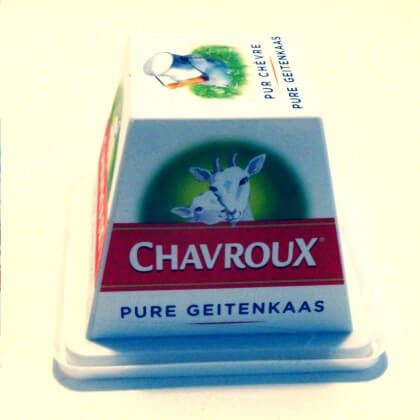 PUR CHÈVRE
PURE GEITENKAAS
CHAVROUX®
PURE GEITENKAAS